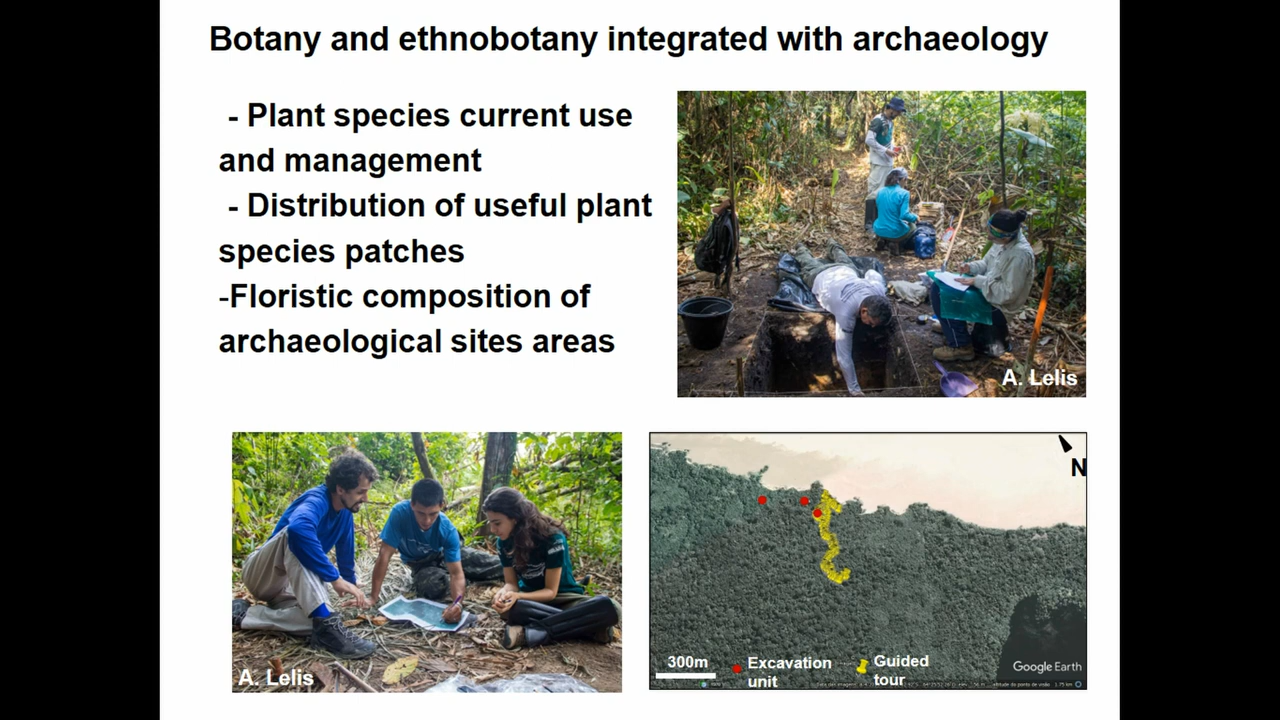 Botany and ethnobotany integrated with archaeology
- Plant species current use
and management
- Distribution of useful plant
species patches
-Floristic composition of
archaeological sites areas
A. Lelis
A. Lelis
N
300m
Excavation
unit
Guided
tour
Google Earth